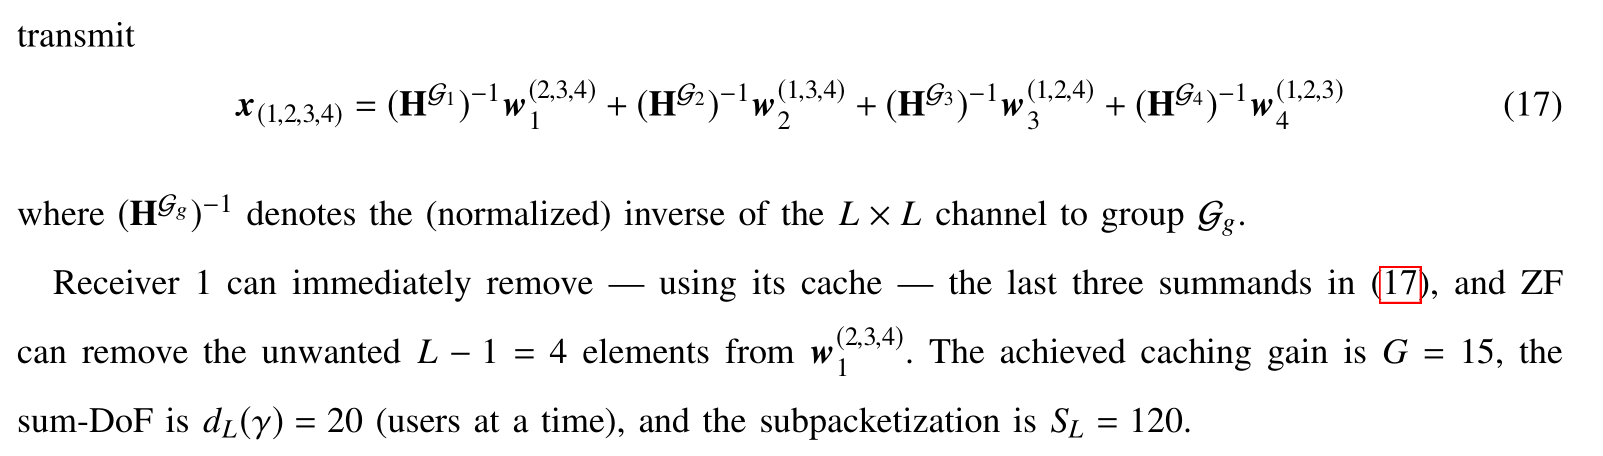 transmit
x_(1,2,3,4) = (H^𝒢₁)^−1 w_1^(2,3,4) + (H^𝒢₂)^−1 w_2^(1,3,4) + (H^𝒢₃)^−1 w_3^(1,2,4) + (H^𝒢₄)^−1 w_4^(1,2,3) (17)
where (H^𝒢_g)^−1 denotes the (normalized) inverse of the L × L channel to group 𝒢_g.
Receiver 1 can immediately remove — using its cache — the last three summands in (17), and ZF
can remove the unwanted L − 1 = 4 elements from w_1^(2,3,4). The achieved caching gain is G = 15, the
sum-DoF is d_L(γ) = 20 (users at a time), and the subpacketization is S_L = 120.